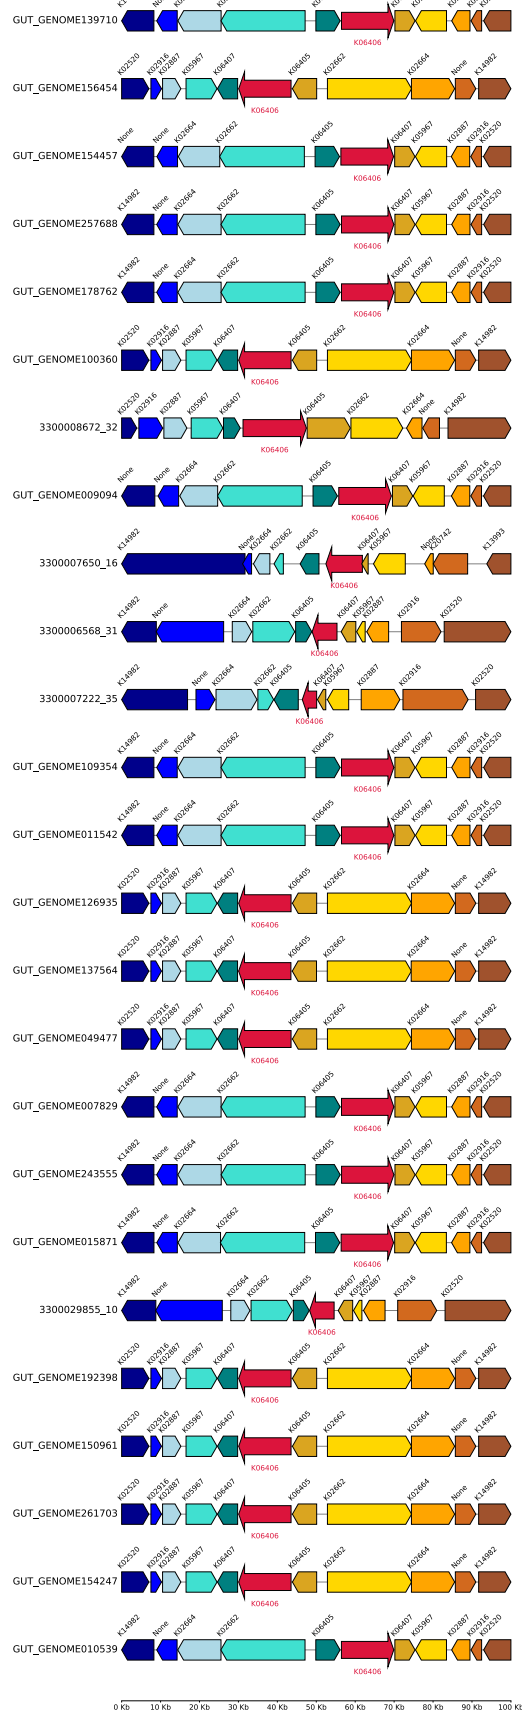 GUT_GENOME139710
K06406
K02520 K02916 K02887 K05967 K06407 K06405 K02662 K02664 None K14982
GUT_GENOME156454
K06406
None None K02664 K02662 K06405 K06407 K05967 K02887 K02916 K02520
GUT_GENOME154457
K06406
K14982 None K02664 K02662 K06405 K06407 K05967 K02887 K02916 K02520
GUT_GENOME257688
K06406
K14982 None K02664 K02662 K06405 K06407 K05967 K02887 K02916 K02520
GUT_GENOME178762
K06406
K02520 K02916 K02887 K05967 K06407 K06405 K02662 K02664 None K14982
GUT_GENOME100360
K06406
K02520 K02916 K02887 K05967 K06407 K06405 K02662 K02664 None K14982
3300008672_32
K06406
None None K02664 K02662 K06405 K06407 K05967 K02887 K02916 K02520
GUT_GENOME009094
K06406
K14982 None K02664 K02662 K06405 K06407 K05967 None K20742 K13993
3300007650_16
K06406
K14982 None K02664 K02662 K06405 K06407 K05967 K02887 K02916 K02520
3300006568_31
K06406
K14982 None K02664 K02662 K06405 K06407 K05967 K02887 K02916 K02520
3300007222_35
K06406
K14982 None K02664 K02662 K06405 K06407 K05967 K02887 K02916 K02520
GUT_GENOME109354
K06406
K14982 None K02664 K02662 K06405 K06407 K05967 K02887 K02916 K02520
GUT_GENOME011542
K06406
K02520 K02916 K02887 K05967 K06407 K06405 K02662 K02664 None K14982
GUT_GENOME126935
K06406
K02520 K02916 K02887 K05967 K06407 K06405 K02662 K02664 None K14982
GUT_GENOME137564
K06406
K02520 K02916 K02887 K05967 K06407 K06405 K02662 K02664 None K14982
GUT_GENOME049477
K06406
K14982 None K02664 K02662 K06405 K06407 K05967 K02887 K02916 K02520
GUT_GENOME007829
K06406
K14982 None K02664 K02662 K06405 K06407 K05967 K02887 K02916 K02520
GUT_GENOME243555
K06406
K14982 None K02664 K02662 K06405 K06407 K05967 K02887 K02916 K02520
GUT_GENOME015871
K06406
K14982 None K02664 K02662 K06405 K06407 K05967 K02887 K02916 K02520
3300029855_10
K06406
K02520 K02916 K02887 K05967 K06407 K06405 K02662 K02664 None K14982
GUT_GENOME192398
K06406
K02520 K02916 K02887 K05967 K06407 K06405 K02662 K02664 None K14982
GUT_GENOME150961
K06406
K02520 K02916 K02887 K05967 K06407 K06405 K02662 K02664 None K14982
GUT_GENOME261703
K06406
K02520 K02916 K02887 K05967 K06407 K06405 K02662 K02664 None K14982
GUT_GENOME154247
K06406
K14982 None K02664 K02662 K06405 K06407 K05967 K02887 K02916 K02520
GUT_GENOME010539
K06406
0 Kb 10 Kb 20 Kb 30 Kb 40 Kb 50 Kb 60 Kb 70 Kb 80 Kb 90 Kb 100 Kb